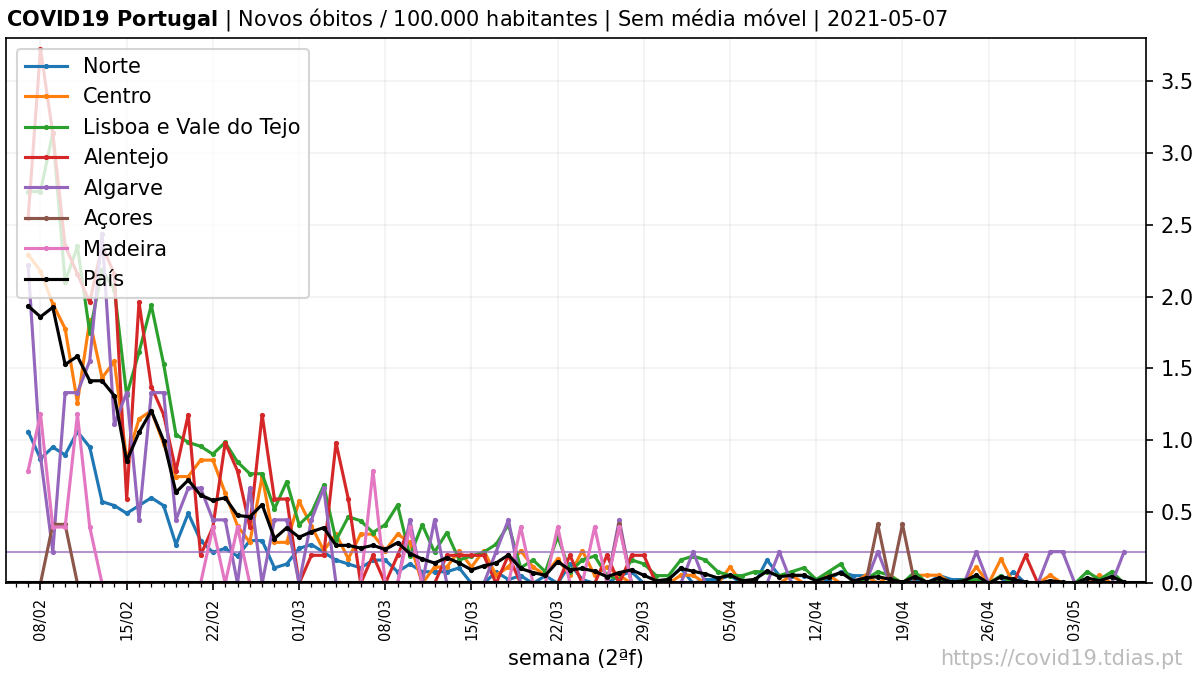 COVID19 Portugal | Novos óbitos / 100.000 habitantes | Sem média móvel | 2021-05-07
Norte
Centro
Lisboa e Vale do Tejo
Alentejo
Algarve
Açores
Madeira
País
3.5
3.0
2.5
2.0
1.5
1.0
0.5
0.0
08/02 15/02 22/02 01/03 08/03 15/03 22/03 29/03 05/04 12/04 19/04 26/04 03/05
semana (2ªf)
https://covid19.tdias.pt